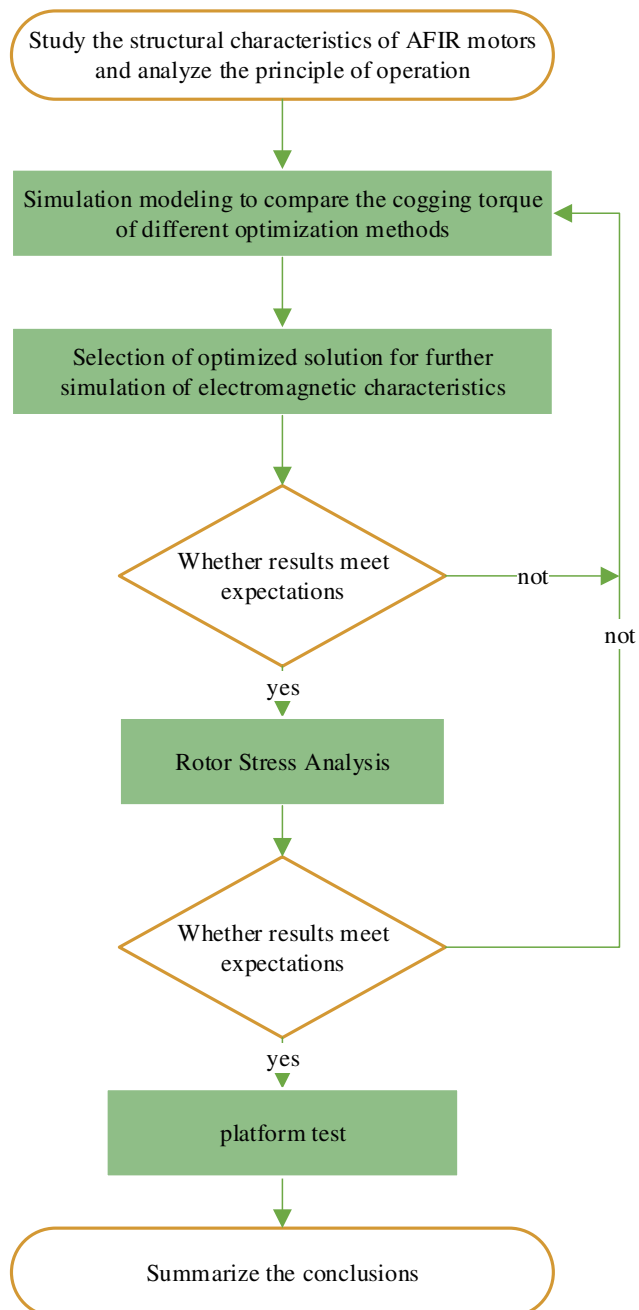 Study the structural characteristics of AFIR motors
and analyze the principle of operation
Simulation modeling to compare the cogging torque
of different optimization methods
Selection of optimized solution for further
simulation of electromagnetic characteristics
Whether results meet
expectations
not
not
yes
Rotor Stress Analysis
Whether results meet
expectations
yes
platform test
Summarize the conclusions